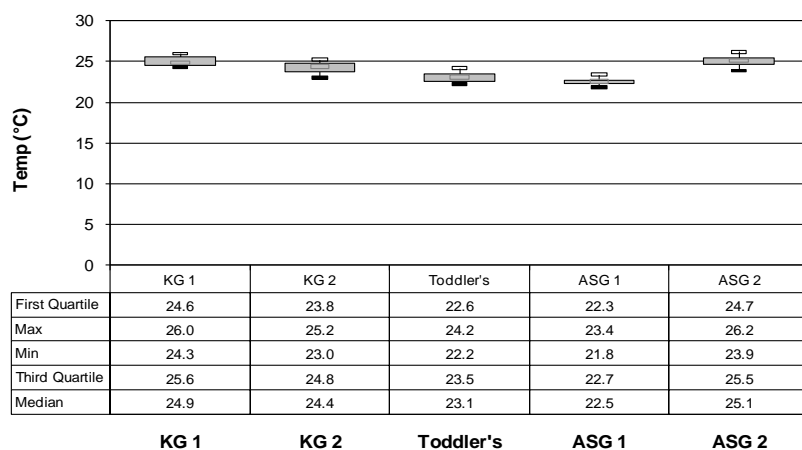 30
25
20
15
10
5
0
Temp (°C)
KG 1 KG 2 Toddler's ASG 1 ASG 2
First Quartile 24.6 23.8 22.6 22.3 24.7
Max 26.0 25.2 24.2 23.4 26.2
Min 24.3 23.0 22.2 21.8 23.9
Third Quartile 25.6 24.8 23.5 22.7 25.5
Median 24.9 24.4 23.1 22.5 25.1
KG 1 KG 2 Toddler's ASG 1 ASG 2